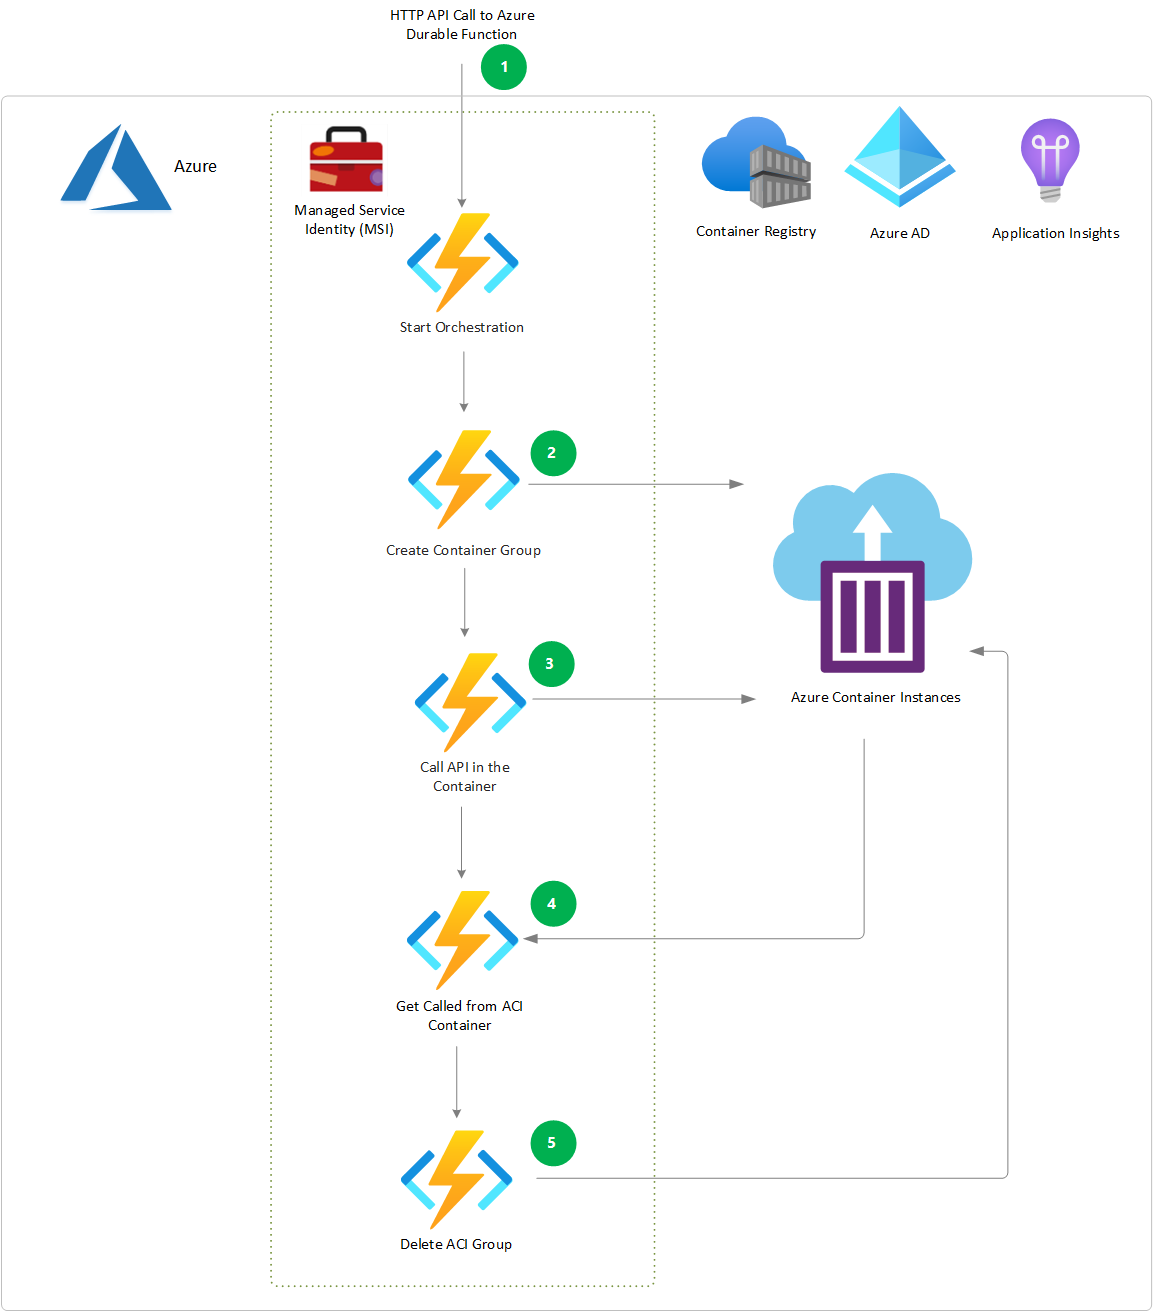 HTTP API Call to Azure
Durable Function
1
Azure
Managed Service
Identity (MSI)
Container Registry
Azure AD
Application Insights
Start Orchestration
2
Create Container Group
3
Azure Container Instances
Call API in the
Container
4
Get Called from ACI
Container
5
Delete ACI Group